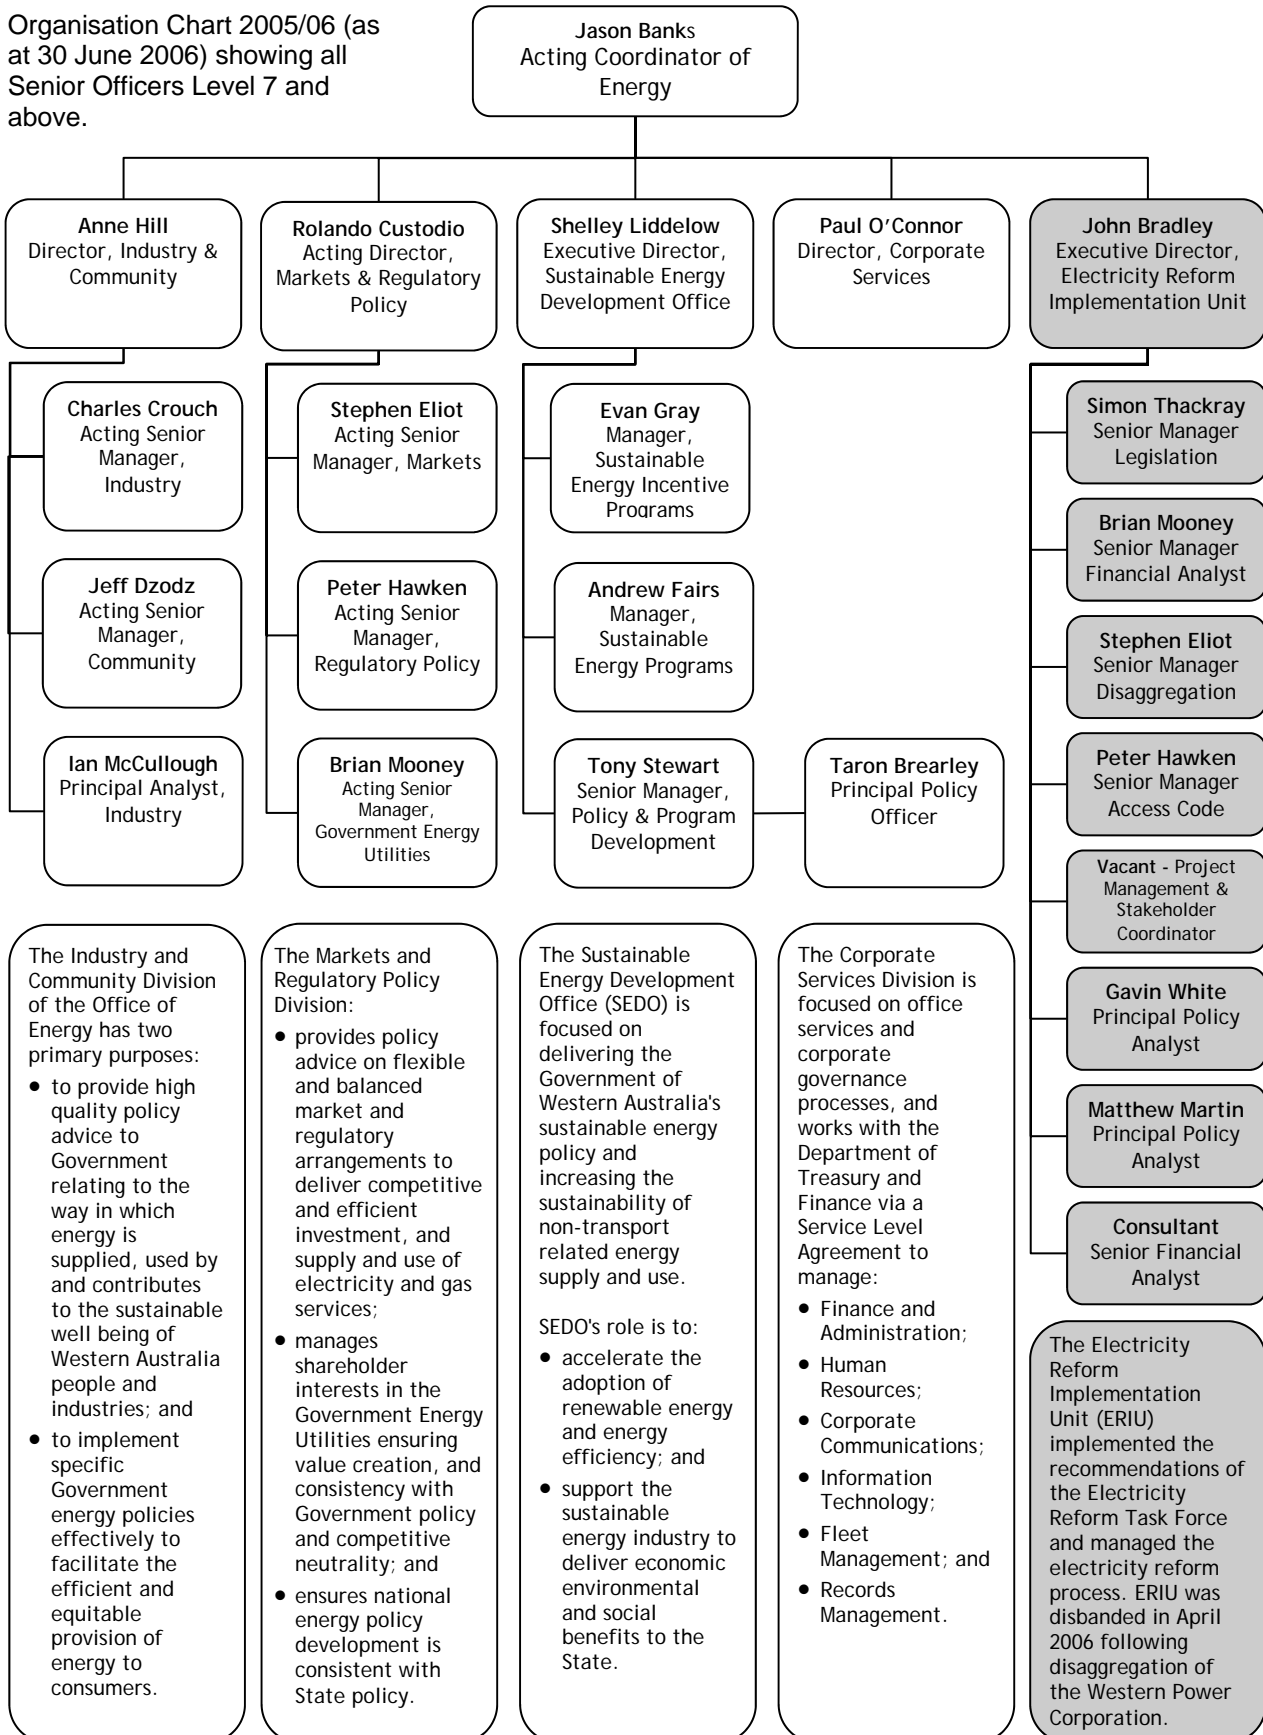 Organisation Chart 2005/06 (as
at 30 June 2006) showing all
Senior Officers Level 7 and
above.
Jason Banks
Acting Coordinator of
Energy
Anne Hill
Director, Industry &
Community
Rolando Custodio
Acting Director,
Markets & Regulatory
Policy
Shelley Liddelow
Executive Director,
Sustainable Energy
Development Office
Paul O'Connor
Director, Corporate
Services
John Bradley
Executive Director,
Electricity Reform
Implementation Unit
Charles Crouch
Acting Senior
Manager,
Industry
Jeff Dzodz
Acting Senior
Manager,
Community
Ian McCullough
Principal Analyst,
Industry
Stephen Eliot
Acting Senior
Manager, Markets
Peter Hawken
Acting Senior
Manager,
Regulatory Policy
Brian Mooney
Acting Senior
Manager,
Government Energy
Utilities
Evan Gray
Manager,
Sustainable
Energy Incentive
Programs
Andrew Fairs
Manager,
Sustainable
Energy Programs
Tony Stewart
Senior Manager,
Policy & Program
Development
Taron Brearley
Principal Policy
Officer
Simon Thackray
Senior Manager
Legislation
Brian Mooney
Senior Manager
Financial Analyst
Stephen Eliot
Senior Manager
Disaggregation
Peter Hawken
Senior Manager
Access Code
Vacant - Project
Management &
Stakeholder
Coordinator
Gavin White
Principal Policy
Analyst
Matthew Martin
Principal Policy
Analyst
Consultant
Senior Financial
Analyst
The Industry and
Community Division
of the Office of
Energy has two
primary purposes:
• to provide high
quality policy
advice to
Government
relating to the
way in which
energy is
supplied, used by
and contributes
to the sustainable
well being of
Western Australia
people and
industries; and
• to implement
specific
Government
energy policies
effectively to
facilitate the
efficient and
equitable
provision of
energy to
consumers.
The Markets and
Regulatory Policy
Division:
• provides policy
advice on flexible
and balanced
market and
regulatory
arrangements to
deliver competitive
and efficient
investment, and
supply and use of
electricity and gas
services;
• manages
shareholder
interests in the
Government Energy
Utilities ensuring
value creation, and
consistency with
Government policy
and competitive
neutrality; and
• ensures national
energy policy
development is
consistent with
State policy.
The Sustainable
Energy Development
Office (SEDO) is
focused on
delivering the
Government of
Western Australia's
sustainable energy
policy and
increasing the
sustainability of
non-transport
related energy
supply and use.
SEDO's role is to:
• accelerate the
adoption of
renewable energy
and energy
efficiency; and
• support the
sustainable
energy industry to
deliver economic
environmental
and social
benefits to the
State.
The Corporate
Services Division is
focused on office
services and
corporate
governance
processes, and
works with the
Department of
Treasury and
Finance via a
Service Level
Agreement to
manage:
• Finance and
Administration;
• Human
Resources;
• Corporate
Communications;
• Information
Technology;
• Fleet
Management; and
• Records
Management.
The Electricity
Reform
Implementation
Unit (ERIU)
implemented the
recommendations of
the Electricity
Reform Task Force
and managed the
electricity reform
process. ERIU was
disbanded in April
2006 following
disaggregation of
the Western Power
Corporation.